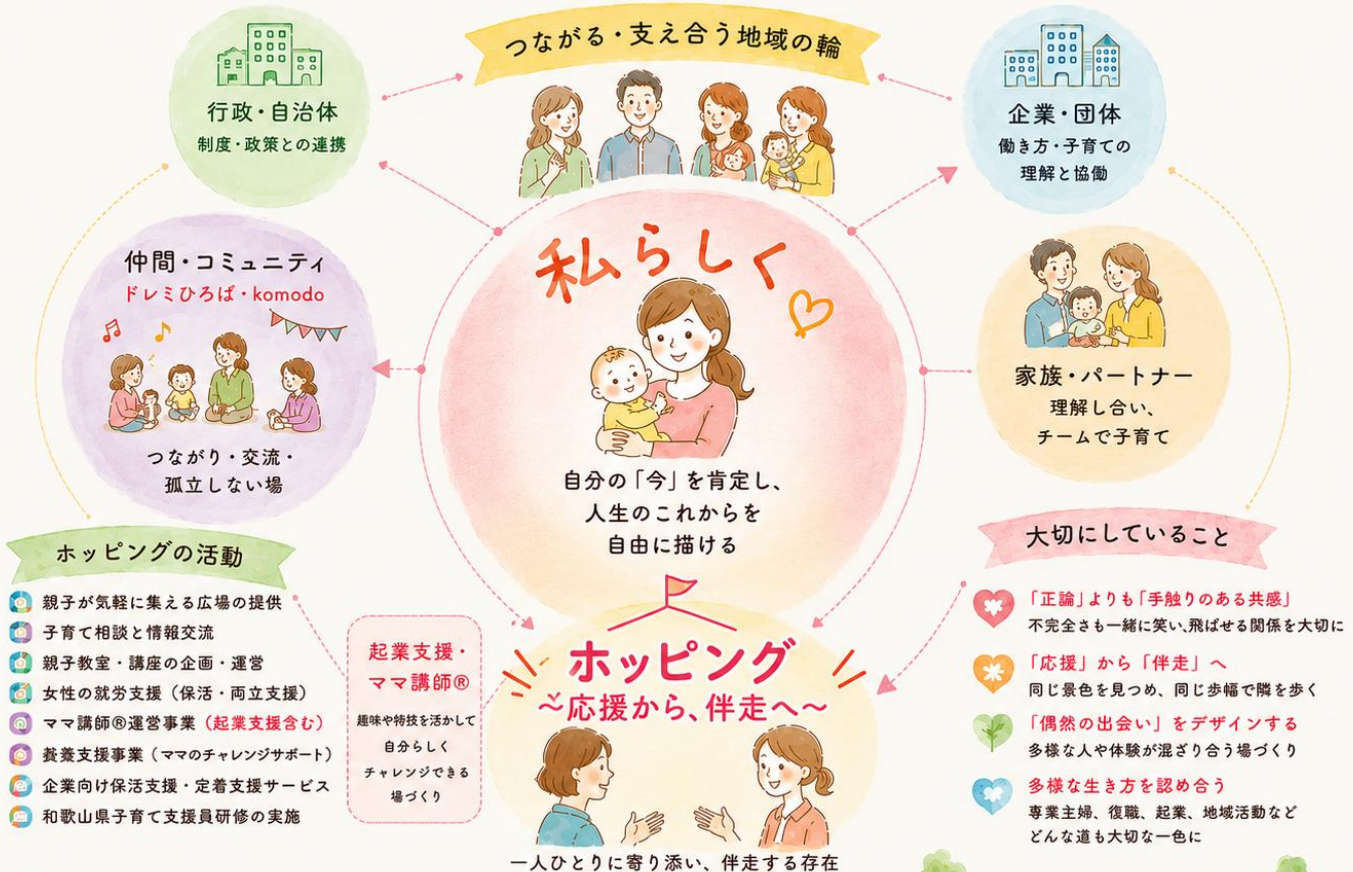 つながる・支え合う地域の輪
行政・自治体
制度・政策との連携
企業・団体
働き方・子育ての
理解と協働
仲間・コミュニティ
ドレミひろば・komodo
つながり・交流・
孤立しない場
私らしく
自分の「今」を肯定し、
人生のこれからを
自由に描ける
家族・パートナー
理解し合い、
チームで子育て
ホッピングの活動
親子が気軽に集える広場の提供
子育て相談と情報交流
親子教室・講座の企画・運営
女性の就労支援（保活・両立支援）
ママ講師®運営事業（起業支援含む）
養支援事業（ママのチャレンジサポート）
企業向け保活支援・定着支援サービス
和歌山県子育て支援員研修の実施
起業支援・
ママ講師®
趣味や特技を活かして
自分らしく
チャレンジできる
場づくり
ホッピング
～応援から、伴走へ～
一人ひとりに寄り添い、伴走する存在
大切にしていること
「正論」よりも「手触りのある共感」
不完全さも一緒に笑い、飛ばせる関係を大切に
「応援」から「伴走」へ
同じ景色を見つめ、同じ歩幅で隣を歩く
「偶然の出会い」をデザインする
多様な人や体験が混ざり合う場づくり
多様な生き方を認め合う
専業主婦、復職、起業、地域活動など
どんな道も大切な一色に